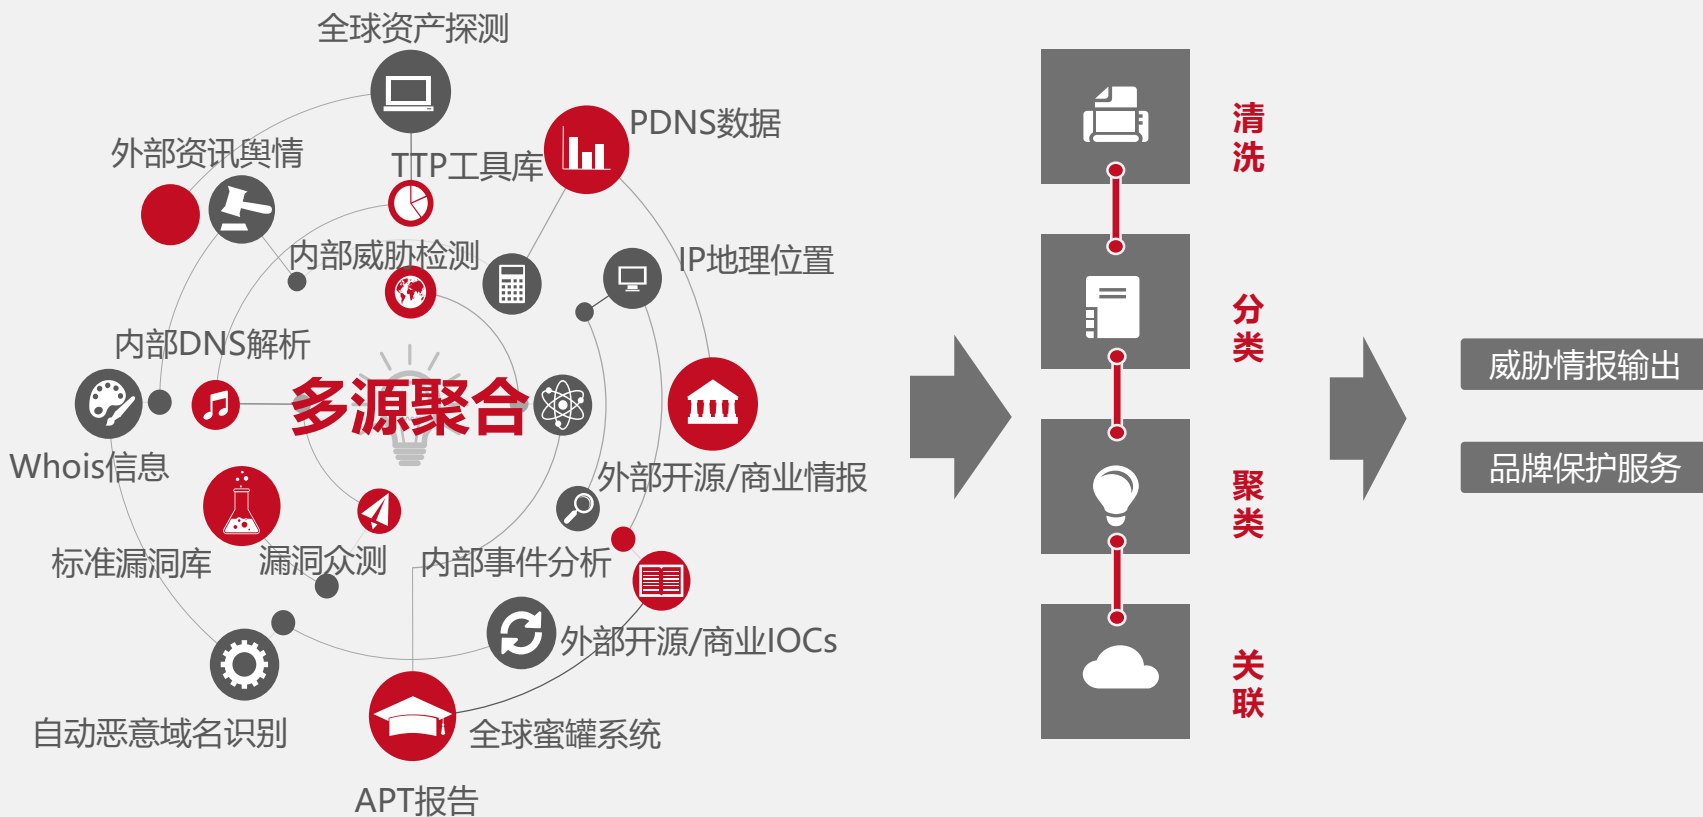 全球资产探测
PDNS数据
外部资讯舆情
TTP工具库
内部威胁检测
IP地理位置
内部DNS解析
多源聚合
Whois信息
外部开源/商业情报
标准漏洞库
漏洞众测
内部事件分析
外部开源/商业IOCs
自动恶意域名识别
全球蜜罐系统
APT报告
清
洗
分
类
聚
类
关
联
威胁情报输出
品牌保护服务